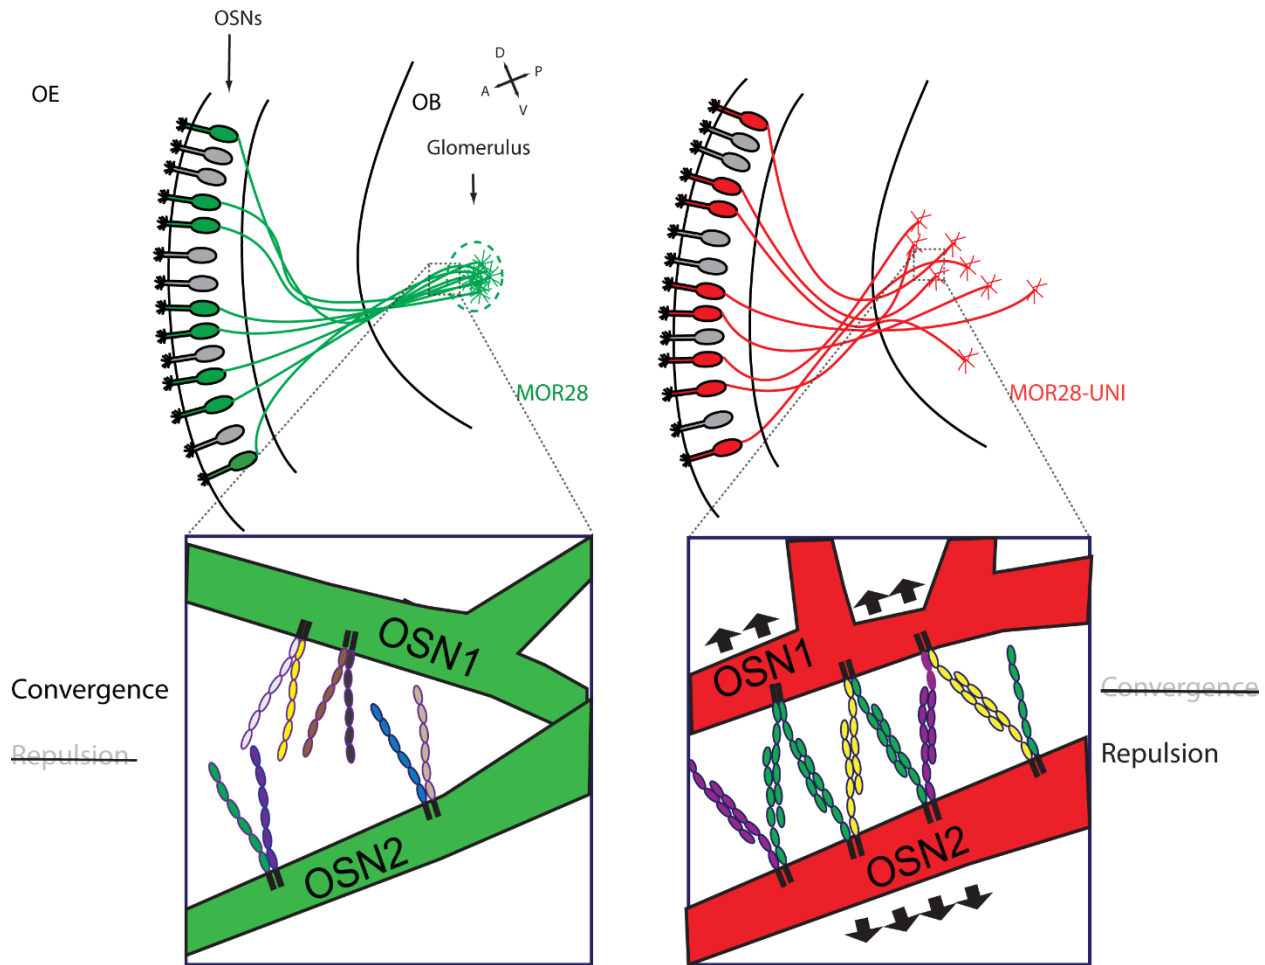 OSNs
OE
OB
D
P
A
V
Glomerulus
MOR28
MOR28-UNI
OSN1
OSN2
Convergence
Repulsion
OSN1
OSN2
Convergence
Repulsion